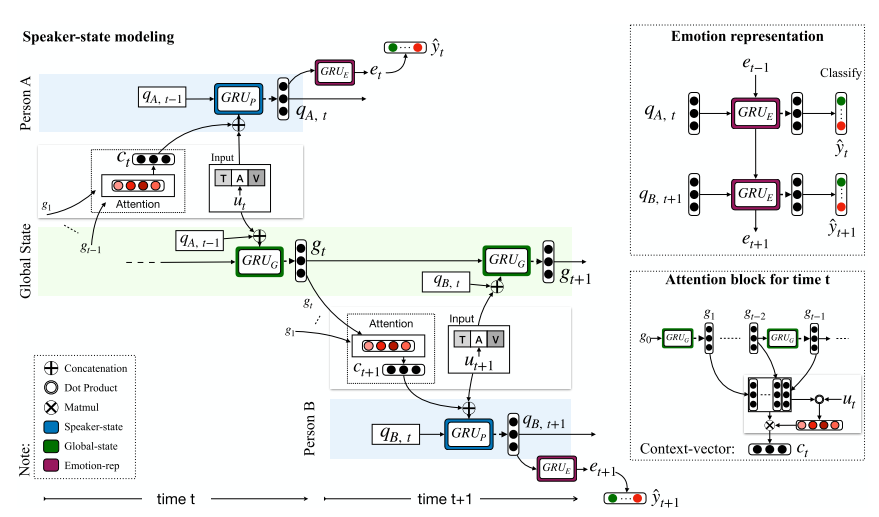 Speaker-state modeling
Person A
q_{A, t−1}
GRU_P
q_{A, t}
GRU_E
e_t
ŷ_t
c_t
Attention
g_1
g_{t−1}
Input
T A V
u_t
Global State
q_{A, t−1}
GRU_G
g_t
GRU_G
g_{t+1}
q_{B, t}
g_t
g_1
Attention
c_{t+1}
Input
T A V
u_{t+1}
Person B
q_{B, t}
GRU_P
q_{B, t+1}
GRU_E
e_{t+1}
ŷ_{t+1}
Note:
Concatenation
Dot Product
Matmul
Speaker-state
Global-state
Emotion-rep
time t
time t+1
Emotion representation
e_{t−1}
Classify
q_{A, t}
GRU_E
ŷ_t
q_{B, t+1}
GRU_E
ŷ_{t+1}
e_{t+1}
Attention block for time t
g_1
g_{t−2}
g_{t−1}
g_0
GRU_G
GRU_G
u_t
Context-vector:
c_t